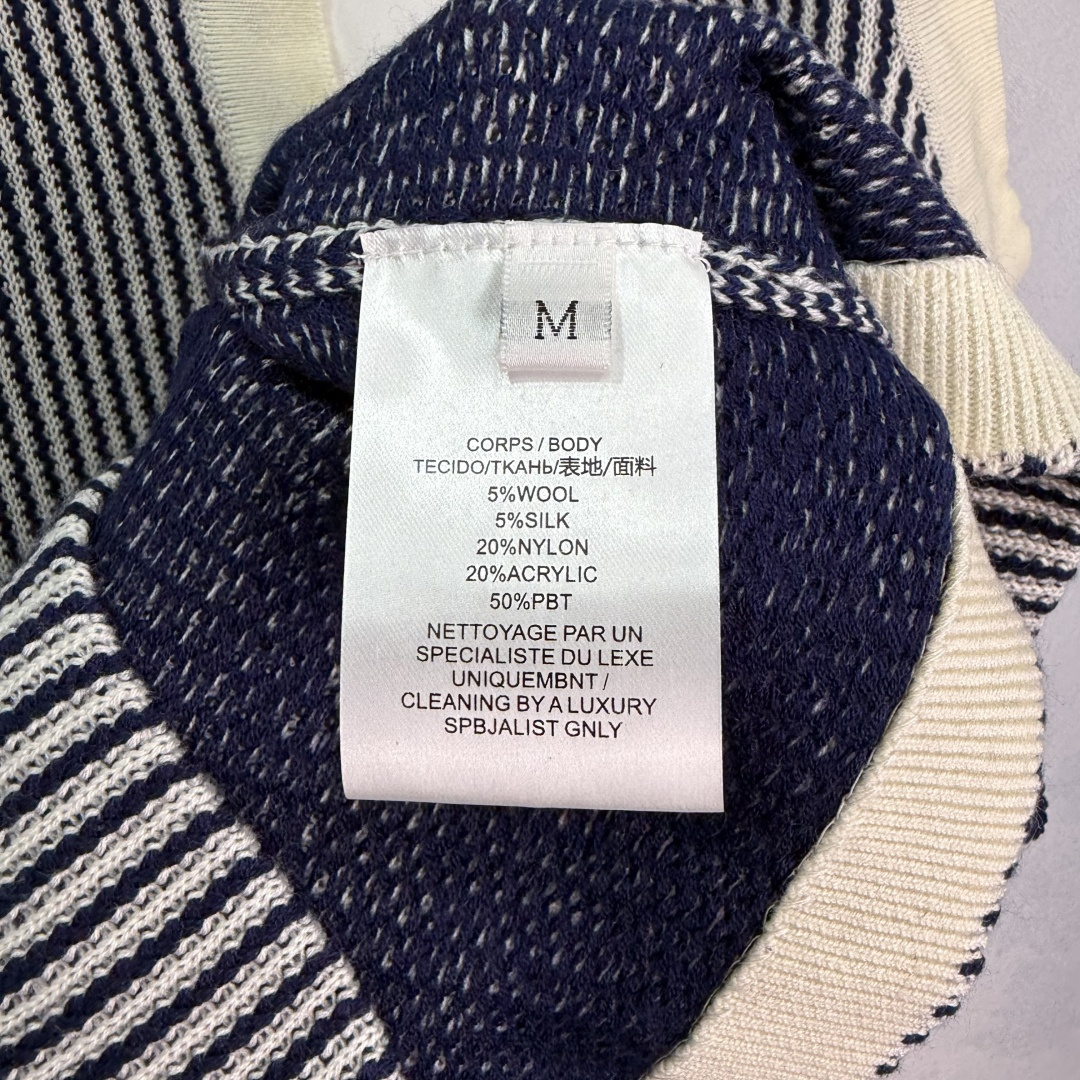 M
CORPS / BODY
TECIDO/ТКАНЬ/表地/面料
5%WOOL
5%SILK
20%NYLON
20%ACRYLIC
50%PBT
NETTOYAGE PAR UN
SPECIALISTE DU LEXE
UNIQUEMBNT /
CLEANING BY A LUXURY
SPBJALIST GNLY